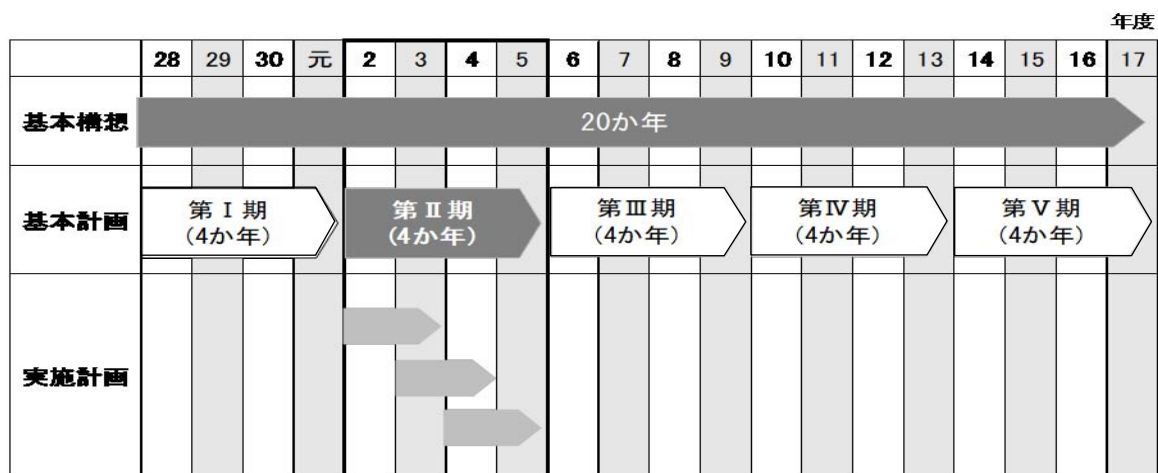 年度
28 29 30 元 2 3 4 5 6 7 8 9 10 11 12 13 14 15 16 17
基本構想
20か年
基本計画
第Ⅰ期
(4か年)
第Ⅱ期
(4か年)
第Ⅲ期
(4か年)
第Ⅳ期
(4か年)
第Ⅴ期
(4か年)
実施計画